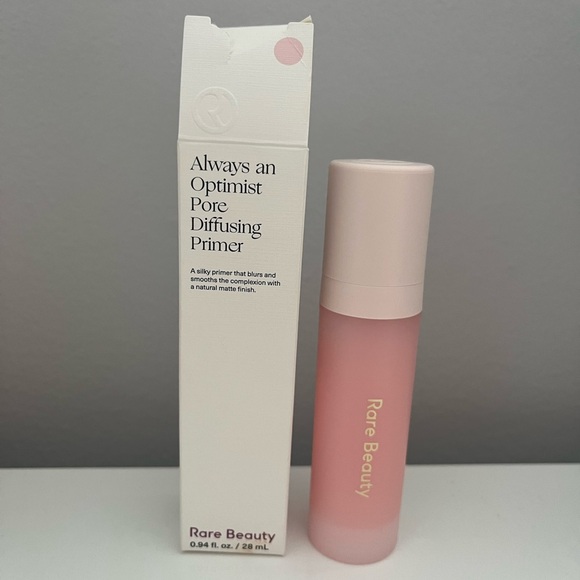 Always an
Optimist
Pore
Diffusing
Primer
A silky primer that blurs and
smooths the complexion with
a natural matte finish.
Rare Beauty
0.94 fl. oz. / 28 mL
Rare Beauty